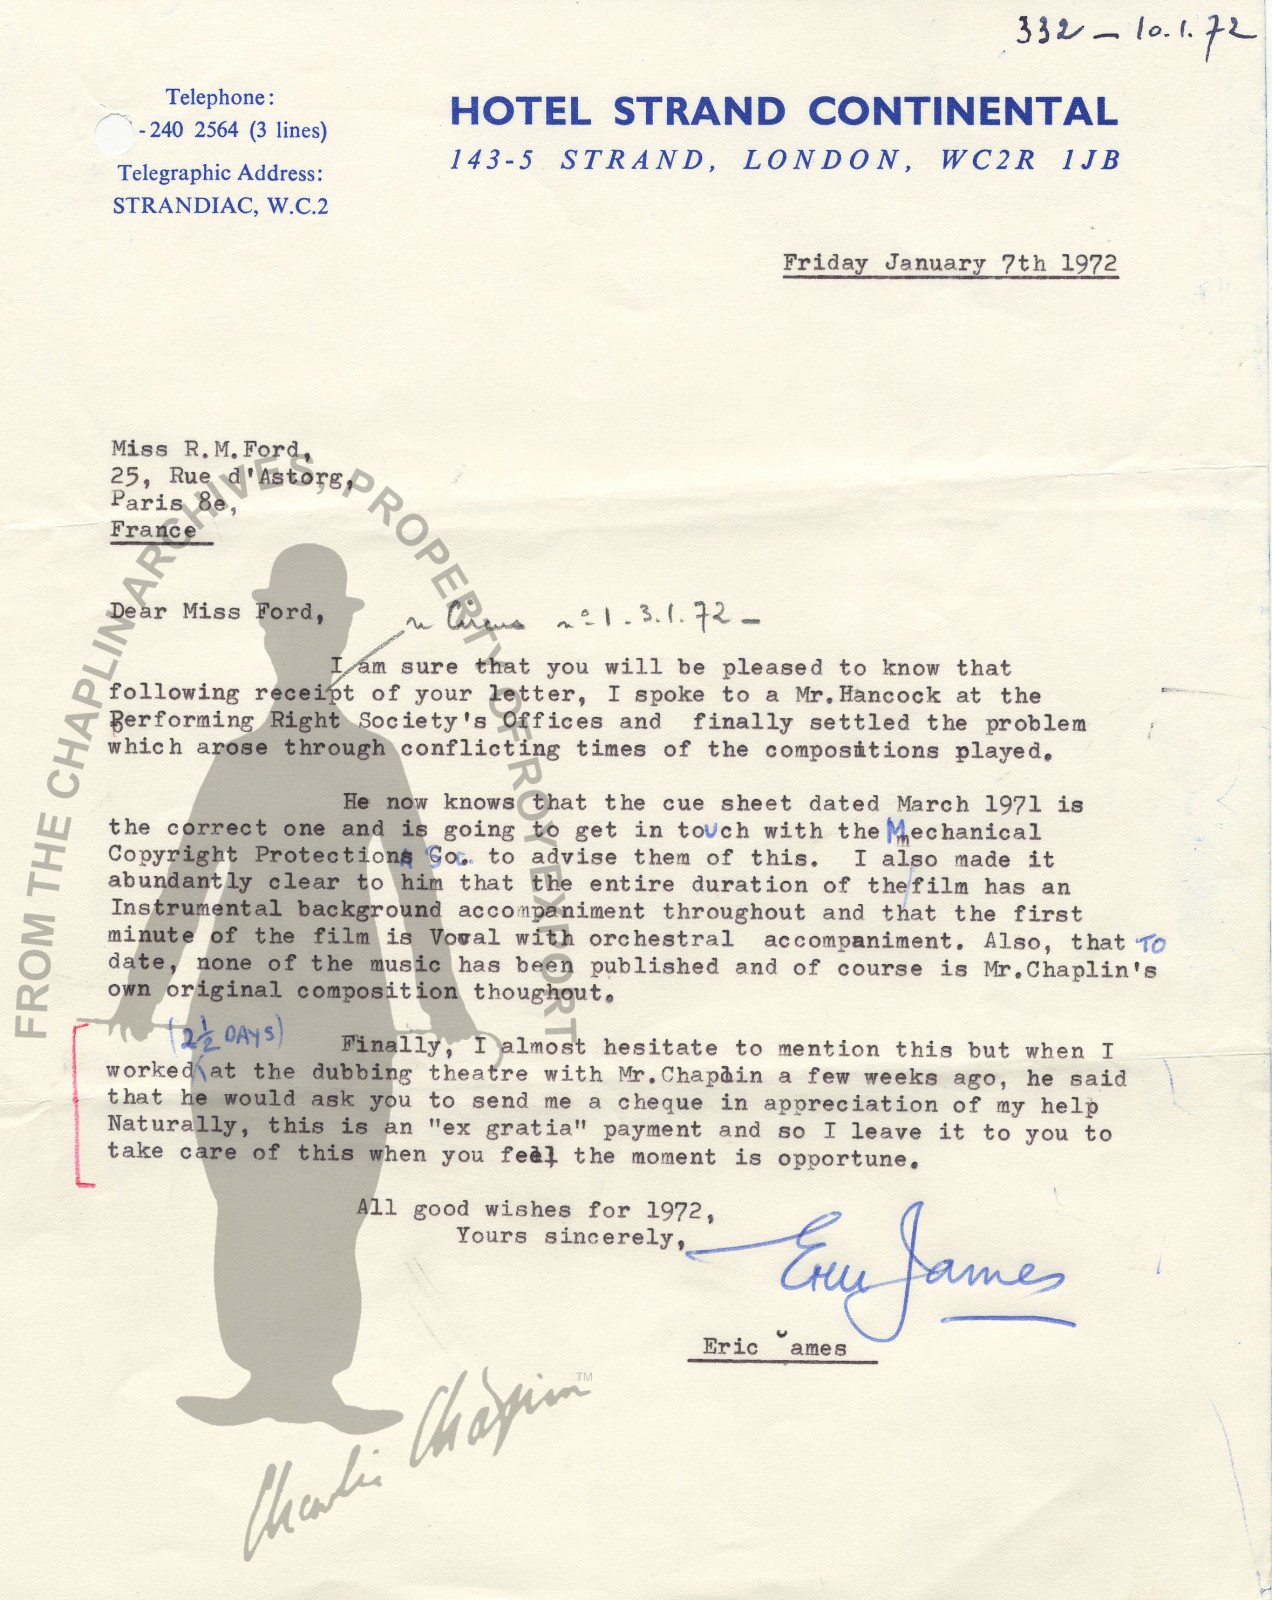 332 — 10.1.72
Telephone:
-240 2564 (3 lines)
Telegraphic Address:
STRANDIAC, W.C.2
HOTEL STRAND CONTINENTAL
143-5 STRAND, LONDON, WC2R 1JB
Friday January 7th 1972
Miss R.M.Ford,
25, Rue d'Astorg,
Paris 8e,
France
Dear Miss Ford,
Circus nº 1 . 3.1.72 —
I am sure that you will be pleased to know that
following receipt of your letter, I spoke to a Mr.Hancock at the
Performing Right Society's Offices and finally settled the problem
which arose through conflicting times of the compositions played.
He now knows that the cue sheet dated March 1971 is
the correct one and is going to get in touch with the Mechanical
Copyright Protections Co. to advise them of this. I also made it
abundantly clear to him that the entire duration of the film has an
Instrumental background accompaniment throughout and that the first
minute of the film is Vocal with orchestral accompaniment. Also, that TO
date, none of the music has been published and of course is Mr.Chaplin's
own original composition thoughout.
(2½ DAYS)
Finally, I almost hesitate to mention this but when I
worked at the dubbing theatre with Mr.Chaplin a few weeks ago, he said
that he would ask you to send me a cheque in appreciation of my help
Naturally, this is an "ex gratia" payment and so I leave it to you to
take care of this when you feel the moment is opportune.
All good wishes for 1972,
Yours sincerely,
Eric James
Eric James
FROM THE CHAPLIN ARCHIVES, PROPERTY OF ROY EXPORT
Charlie Chaplin™